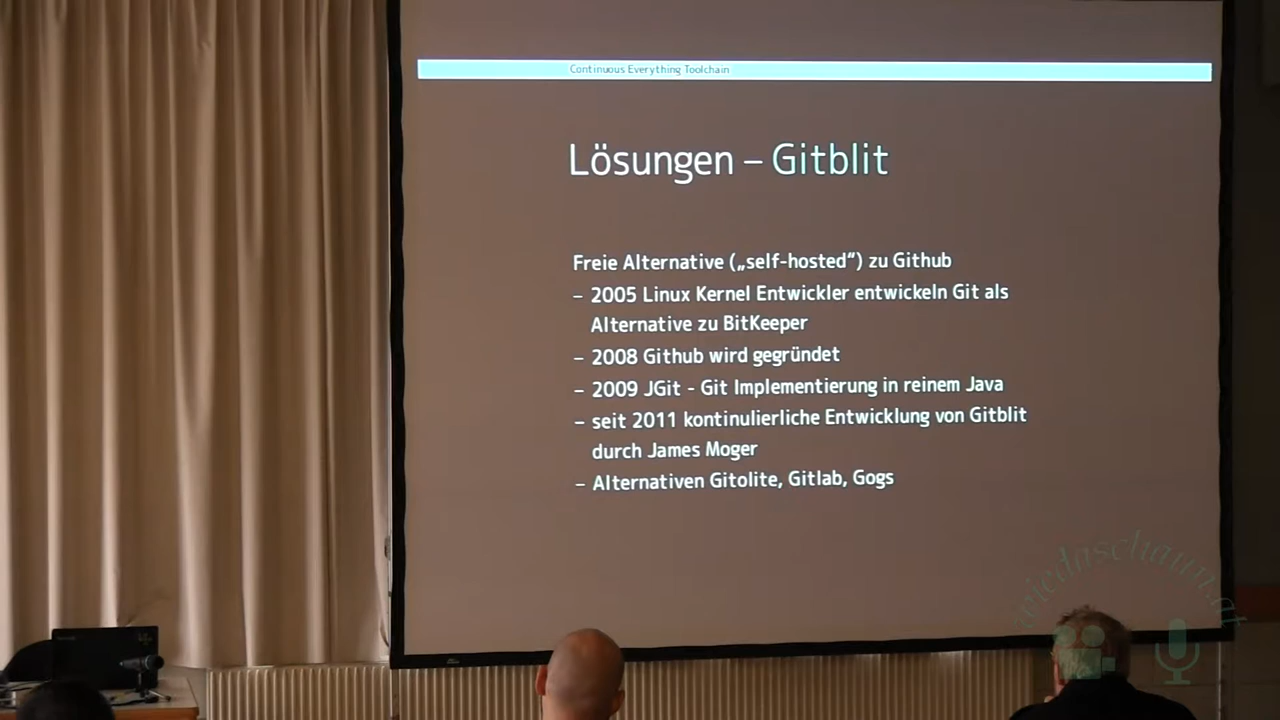 Continuous Everything Toolchain
Lösungen – Gitblit
Freie Alternative („self-hosted“) zu Github
– 2005 Linux Kernel Entwickler entwickeln Git als
Alternative zu BitKeeper
– 2008 Github wird gegründet
– 2009 JGit - Git Implementierung in reinem Java
– seit 2011 kontinulierliche Entwicklung von Gitblit
durch James Moger
– Alternativen Gitolite, Gitlab, Gogs
wiedaschaun.at